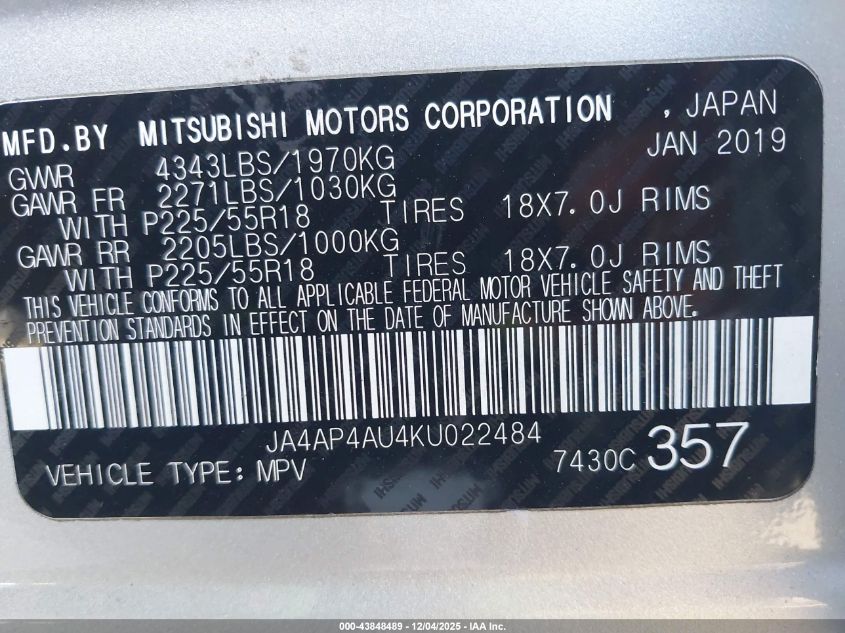 MFD.BY MITSUBISHI MOTORS CORPORATION , JAPAN
JAN 2019
GVWR 4343LBS/1970KG
GAWR FR 2271LBS/1030KG
WITH P225/55R18 TIRES 18X7.0J RIMS
GAWR RR 2205LBS/1000KG
WITH P225/55R18 TIRES 18X7.0J RIMS
THIS VEHICLE CONFORMS TO ALL APPLICABLE FEDERAL MOTOR VEHICLE SAFETY AND THEFT
PREVENTION STANDARDS IN EFFECT ON THE DATE OF MANUFACTURE SHOWN ABOVE.
JA4AP4AU4KU022484
VEHICLE TYPE: MPV 7430C 357
000-43848489 - 12/04/2025 - IAA Inc.